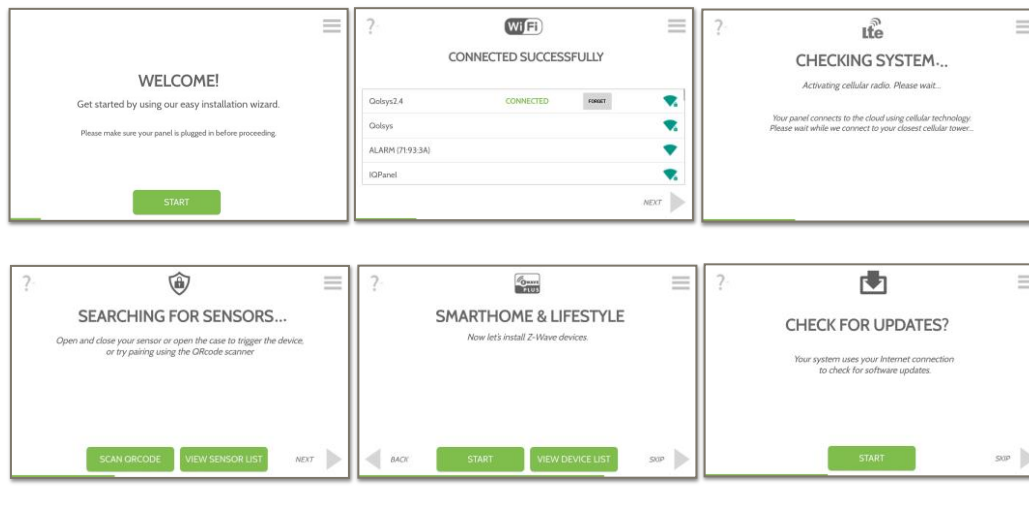 WELCOME!
Get started by using our easy installation wizard.
Please make sure your panel is plugged in before proceeding.
START
?
WiFi
CONNECTED SUCCESSFULLY
Qolsys2.4 CONNECTED FORGET
Qolsys
ALARM (71:93:3A)
IQPanel
NEXT
?
lte
CHECKING SYSTEM...
Activating cellular radio. Please wait...
Your panel connects to the cloud using cellular technology.
Please wait while we connect to your closest cellular tower...
?
SEARCHING FOR SENSORS...
Open and close your sensor or open the case to trigger the device,
or try pairing using the QRcode scanner
SCAN QRCODE VIEW SENSOR LIST NEXT
?
Z-WAVE PLUS
SMARTHOME & LIFESTYLE
Now let's install Z-Wave devices.
BACK START VIEW DEVICE LIST SKIP
?
CHECK FOR UPDATES?
Your system uses your Internet connection
to check for software updates.
START SKIP